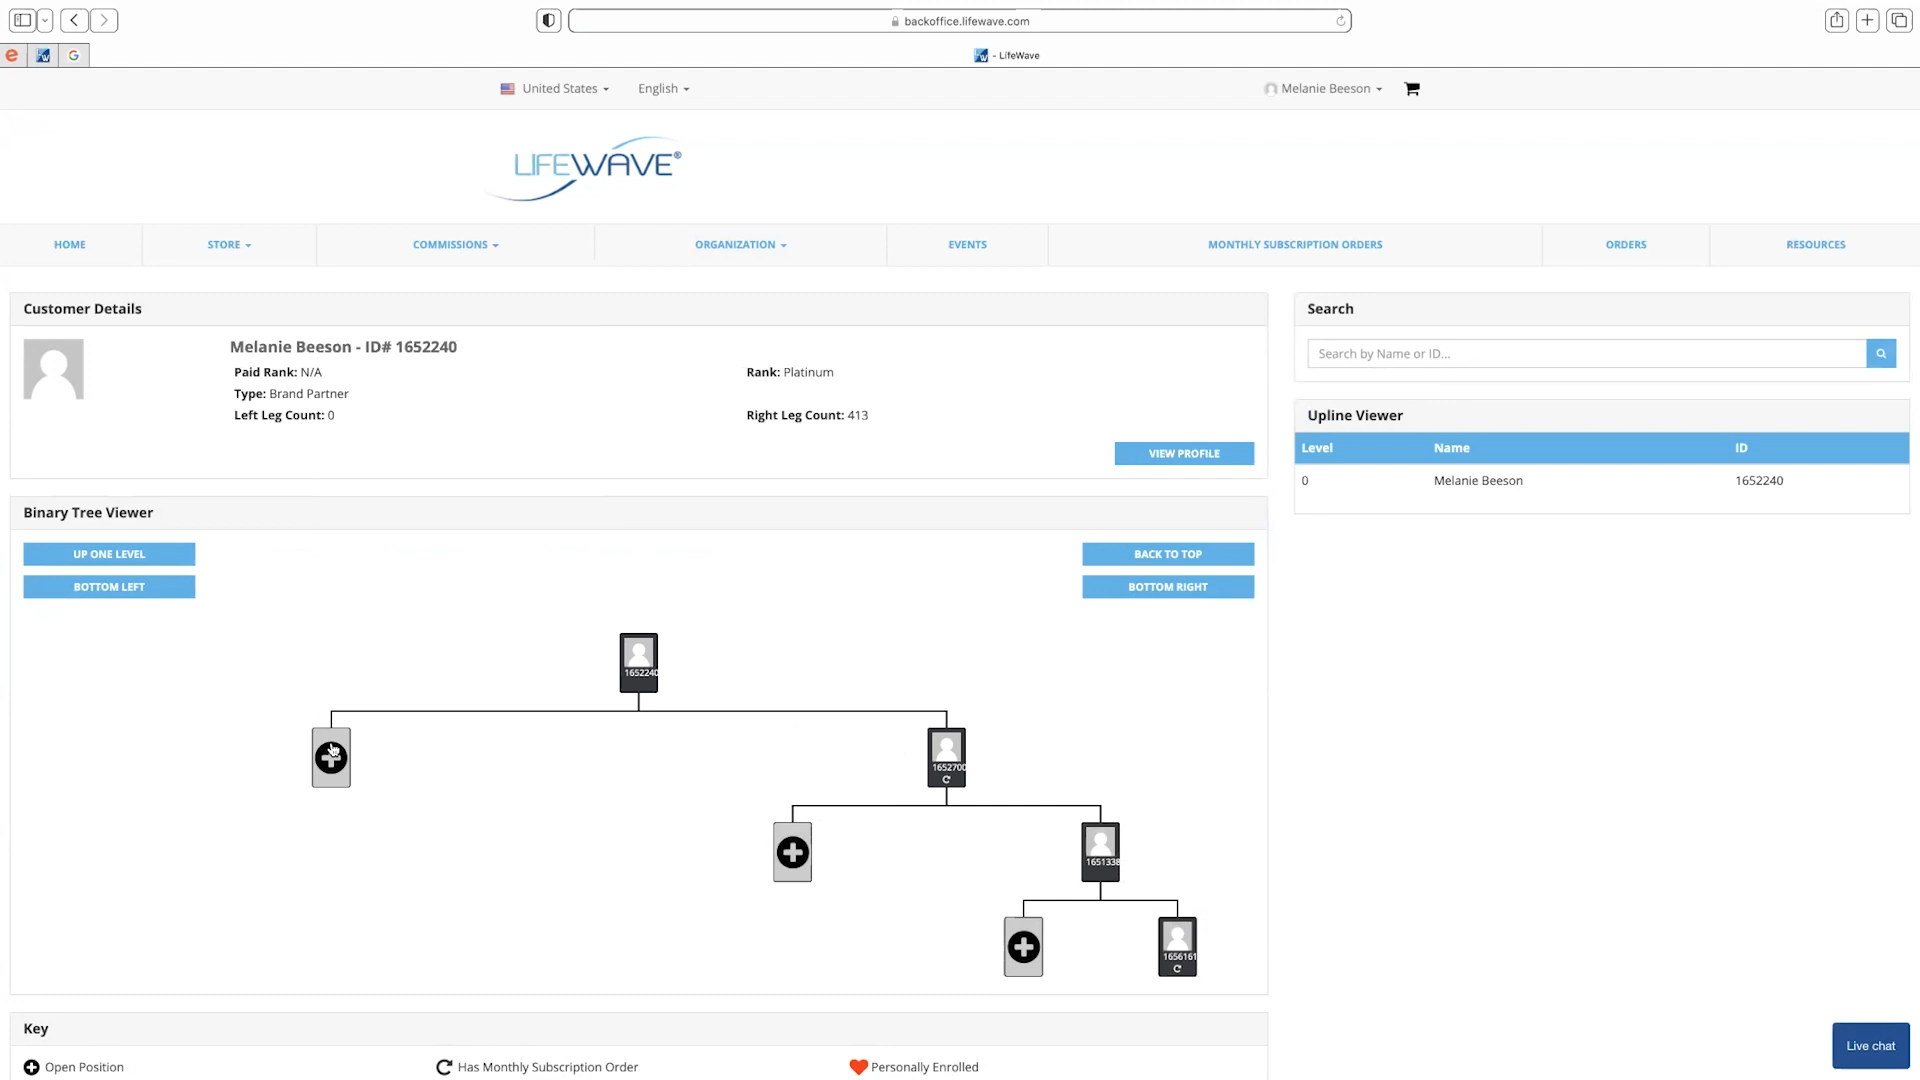 backoffice.lifewave.com
- LifeWave
United States
English
Melanie Beeson
LIFEWAVE®
HOME
STORE
COMMISSIONS
ORGANIZATION
EVENTS
MONTHLY SUBSCRIPTION ORDERS
ORDERS
RESOURCES
Customer Details
Melanie Beeson - ID# 1652240
Paid Rank: N/A
Rank: Platinum
Type: Brand Partner
Left Leg Count: 0
Right Leg Count: 413
VIEW PROFILE
Search
Search by Name or ID...
Upline Viewer
Level Name ID
0 Melanie Beeson 1652240
Binary Tree Viewer
UP ONE LEVEL
BACK TO TOP
BOTTOM LEFT
BOTTOM RIGHT
1652240
1652700
1651338
1656161
Key
Open Position
Has Monthly Subscription Order
Personally Enrolled
Live chat